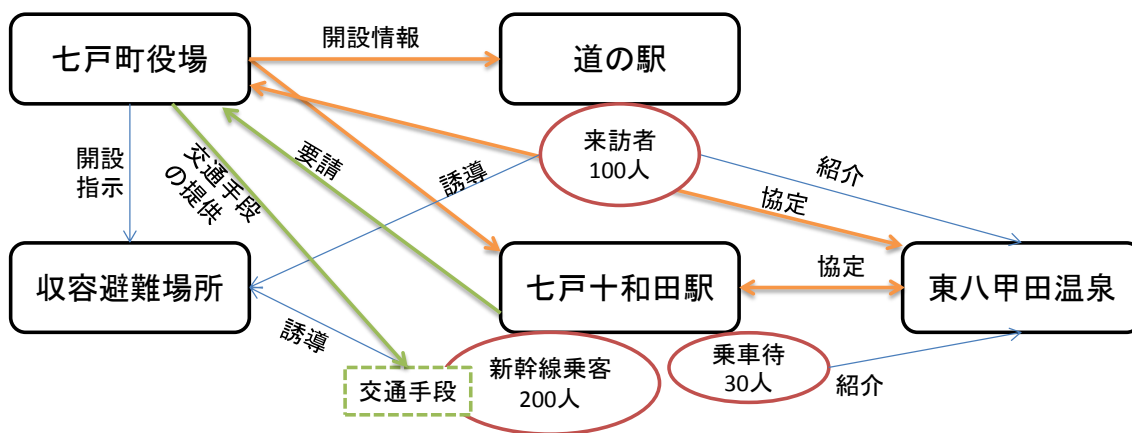 七戸町役場
開設情報
道の駅
来訪者
100人
開設
指示
交通手段
の提供
要請
誘導
紹介
協定
収容避難場所
七戸十和田駅
協定
東八甲田温泉
誘導
交通手段
新幹線乗客
200人
乗車待
30人
紹介